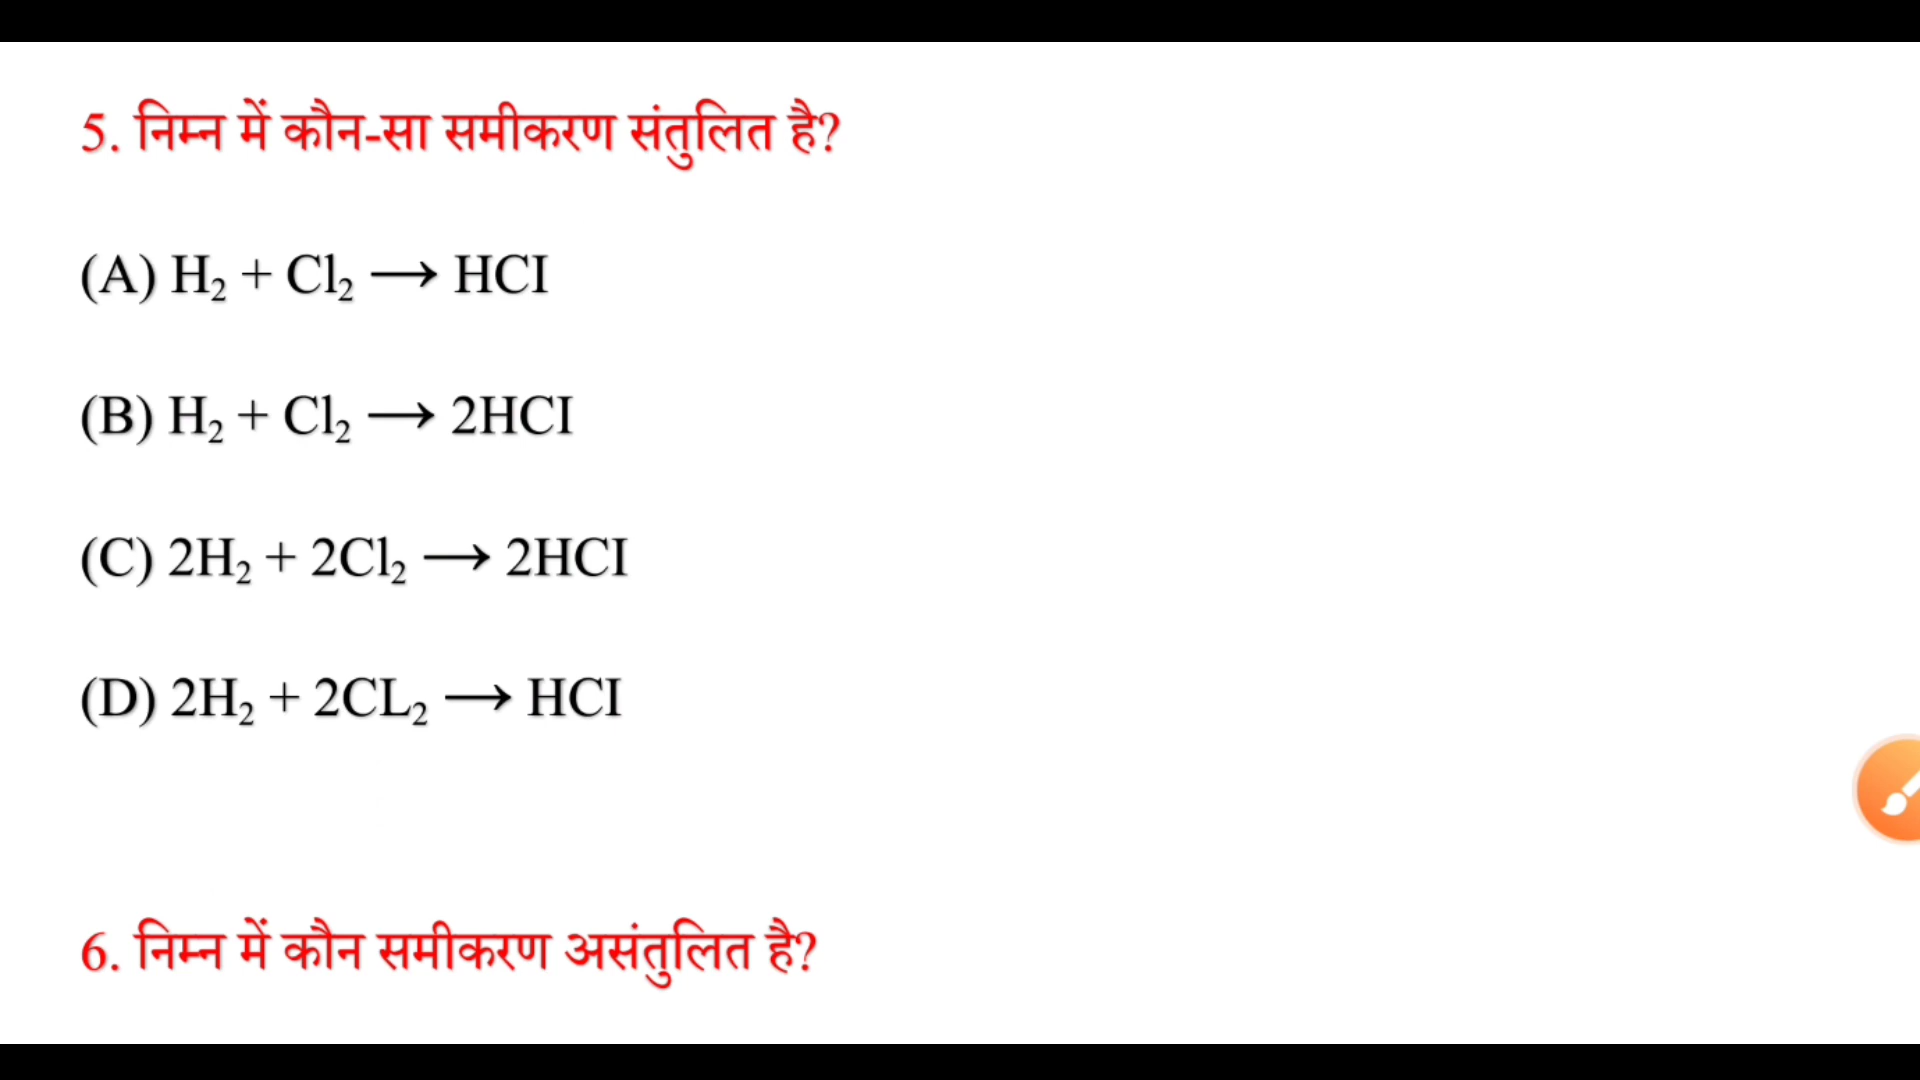 5. निम्न में कौन-सा समीकरण संतुलित है?
(A) H₂ + Cl₂ ⟶ HCI
(B) H₂ + Cl₂ ⟶ 2HCI
(C) 2H₂ + 2Cl₂ ⟶ 2HCI
(D) 2H₂ + 2CL₂ ⟶ HCI
6. निम्न में कौन समीकरण असंतुलित है?